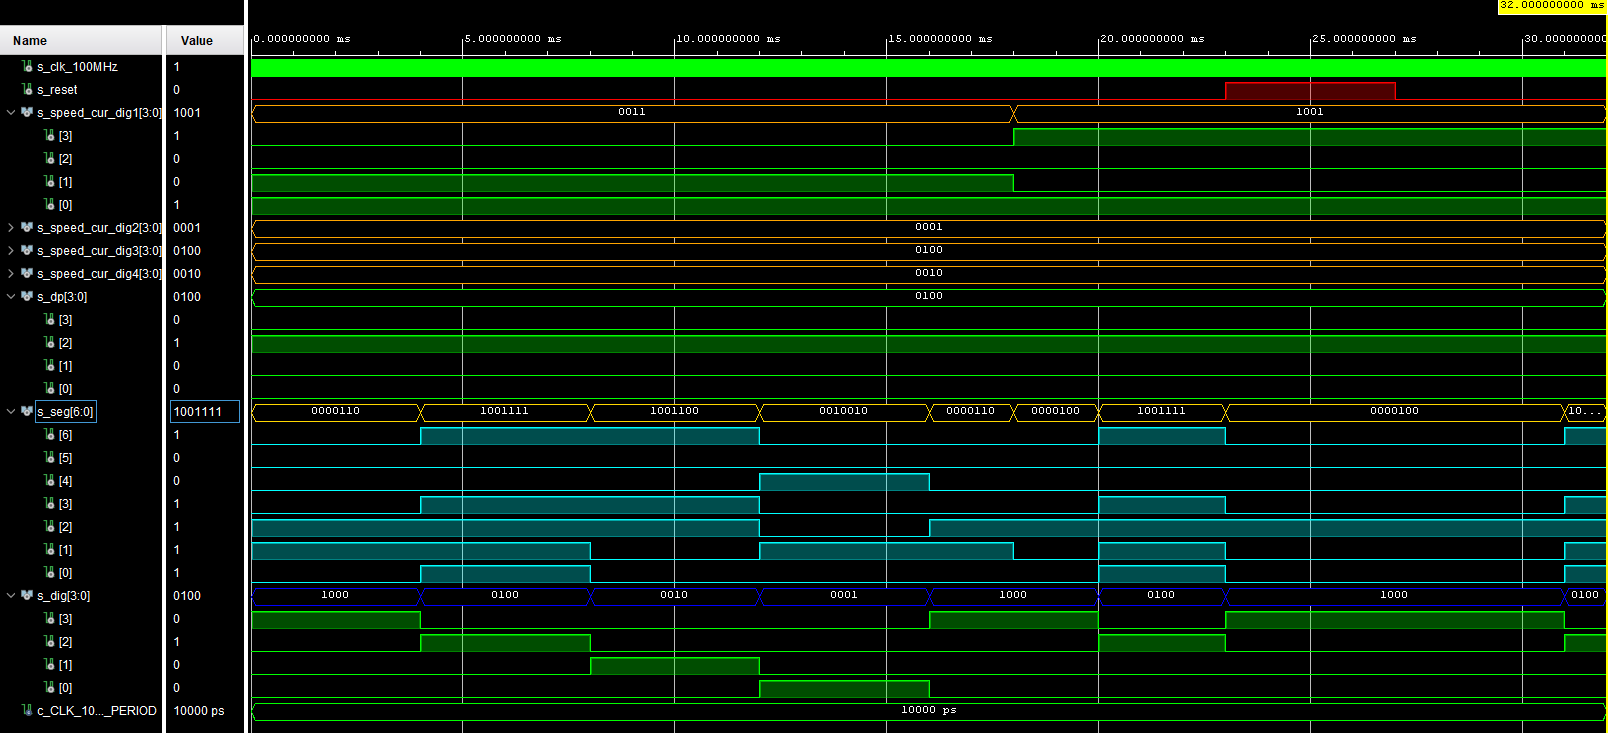 32.000000000 ms
Name Value
0.000000000 ms 5.000000000 ms 10.000000000 ms 15.000000000 ms 20.000000000 ms 25.000000000 ms 30.000000000
s_clk_100MHz 1
s_reset 0
s_speed_cur_dig1[3:0] 1001 0011 1001
[3] 1
[2] 0
[1] 0
[0] 1
s_speed_cur_dig2[3:0] 0001 0001
s_speed_cur_dig3[3:0] 0100 0100
s_speed_cur_dig4[3:0] 0010 0010
s_dp[3:0] 0100 0100
[3] 0
[2] 1
[1] 0
[0] 0
s_seg[6:0] 1001111 0000110 1001111 1001100 0010010 0000110 0000100 1001111 0000100 10...
[6] 1
[5] 0
[4] 0
[3] 1
[2] 1
[1] 1
[0] 1
s_dig[3:0] 0100 1000 0100 0010 0001 1000 0100 1000 0100
[3] 0
[2] 1
[1] 0
[0] 0
c_CLK_10..._PERIOD 10000 ps 10000 ps